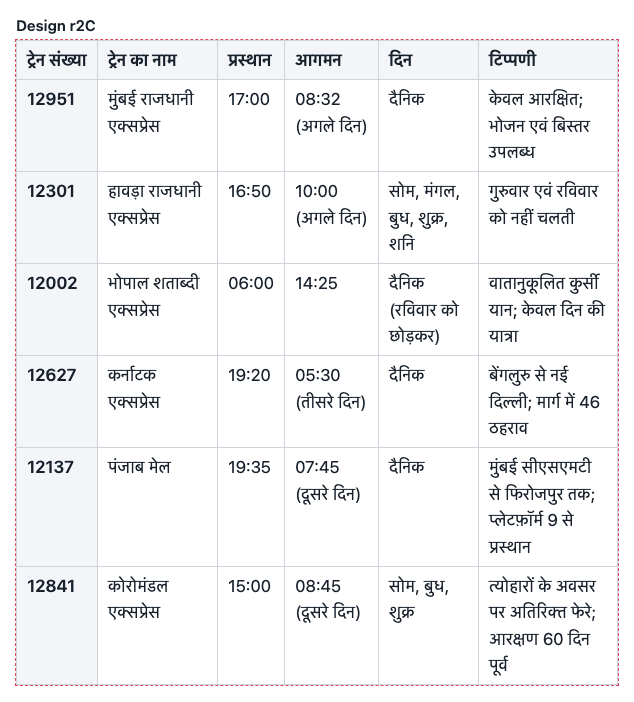 Design r2C
ट्रेन संख्या ट्रेन का नाम प्रस्थान आगमन दिन टिप्पणी
12951 मुंबई राजधानी 17:00 08:32 दैनिक केवल आरक्षित;
एक्सप्रेस (अगले दिन) भोजन एवं बिस्तर
उपलब्ध
12301 हावड़ा राजधानी 16:50 10:00 सोम, मंगल, गुरुवार एवं रविवार
एक्सप्रेस (अगले दिन) बुध, शुक्र, को नहीं चलती
शनि
12002 भोपाल शताब्दी 06:00 14:25 दैनिक वातानुकूलित कुर्सी
एक्सप्रेस (रविवार को यान; केवल दिन की
छोड़कर) यात्रा
12627 कर्नाटक 19:20 05:30 दैनिक बेंगलुरु से नई
एक्सप्रेस (तीसरे दिन) दिल्ली; मार्ग में 46
ठहराव
12137 पंजाब मेल 19:35 07:45 दैनिक मुंबई सीएसएमटी
(दूसरे दिन) से फिरोजपुर तक;
प्लेटफ़ॉर्म 9 से
प्रस्थान
12841 कोरोमंडल 15:00 08:45 सोम, बुध, त्योहारों के अवसर
एक्सप्रेस (दूसरे दिन) शुक्र पर अतिरिक्त फेरे;
आरक्षण 60 दिन
पूर्व